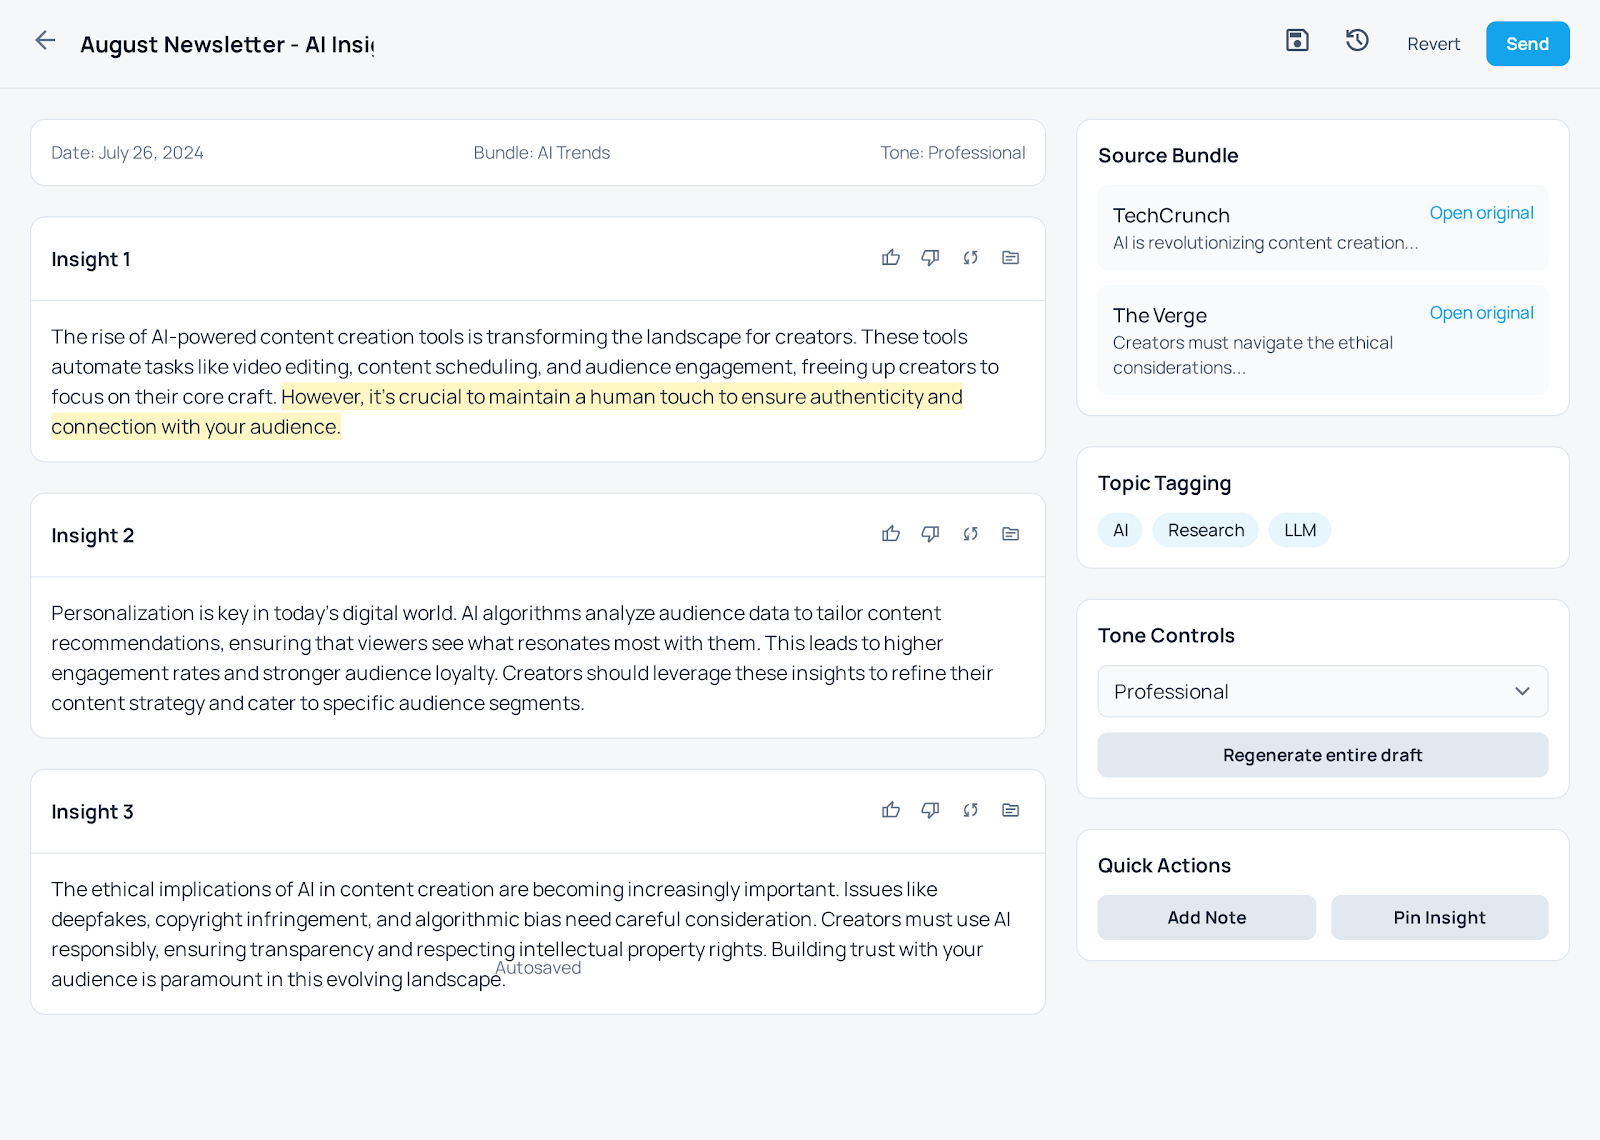 August Newsletter - AI Insig
Revert
Send
Date: July 26, 2024
Bundle: AI Trends
Tone: Professional
Insight 1
The rise of AI-powered content creation tools is transforming the landscape for creators. These tools
automate tasks like video editing, content scheduling, and audience engagement, freeing up creators to
focus on their core craft. However, it's crucial to maintain a human touch to ensure authenticity and
connection with your audience.
Insight 2
Personalization is key in today's digital world. AI algorithms analyze audience data to tailor content
recommendations, ensuring that viewers see what resonates most with them. This leads to higher
engagement rates and stronger audience loyalty. Creators should leverage these insights to refine their
content strategy and cater to specific audience segments.
Insight 3
The ethical implications of AI in content creation are becoming increasingly important. Issues like
deepfakes, copyright infringement, and algorithmic bias need careful consideration. Creators must use AI
responsibly, ensuring transparency and respecting intellectual property rights. Building trust with your
audience is paramount in this evolving landscape.
Autosaved
Source Bundle
TechCrunch
Open original
AI is revolutionizing content creation...
The Verge
Open original
Creators must navigate the ethical
considerations...
Topic Tagging
AI
Research
LLM
Tone Controls
Professional
Regenerate entire draft
Quick Actions
Add Note
Pin Insight